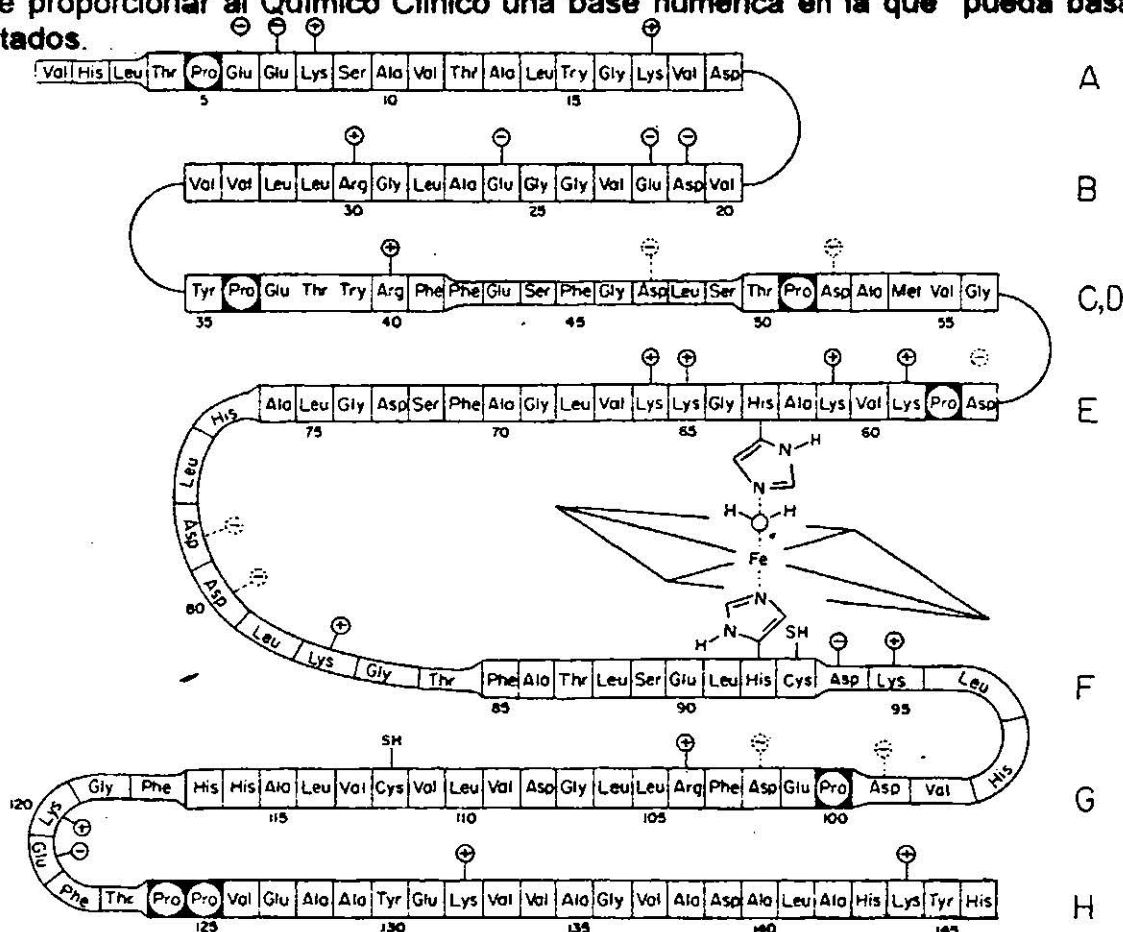 e proporcionar al Químico Clínico una base numérica en la que pueda basa
tados.
⊖ ⊖ ⊕ ⊕
Val His Leu Thr Pro Glu Glu Lys Ser Ala Val Thr Ala Leu Try Gly Lys Val Asp A
5 10 15
⊕ ⊖ ⊖ ⊖
Val Val Leu Leu Arg Gly Leu Ala Glu Gly Gly Val Glu Asp Val B
30 25 20
⊕ ⊖ ⊖
Tyr Pro Glu Thr Try Arg Phe Phe Glu Ser Phe Gly Asp Leu Ser Thr Pro Asp Ala Met Val Gly C,D
35 40 45 50 55
⊕ ⊕ ⊕ ⊕ ⊖
His Ala Leu Gly Asp Ser Phe Ala Gly Leu Val Lys Lys Gly His Ala Lys Val Lys Pro Asp E
75 70 65 60
N H
Leu
N
H H
Asp ⊖
Fe
Asp ⊖
80
N
Leu ⊕
N
H SH ⊖ ⊕
Lys Gly Thr Phe Ala Thr Leu Ser Glu Leu His Cys Asp Lys Leu F
85 90 95
SH ⊕ ⊖ ⊖
His
Gly Phe His His Ala Leu Val Cys Val Leu Val Asp Gly Leu Leu Arg Phe Asp Glu Pro Asp Val G
120 115 110 105 100
Lys ⊕
Glu ⊖
⊕ ⊕
Phe Thr Pro Pro Val Glu Ala Ala Tyr Glu Lys Val Val Ala Gly Val Ala Asp Ala Leu Ala His Lys Tyr His H
125 130 135 140 145